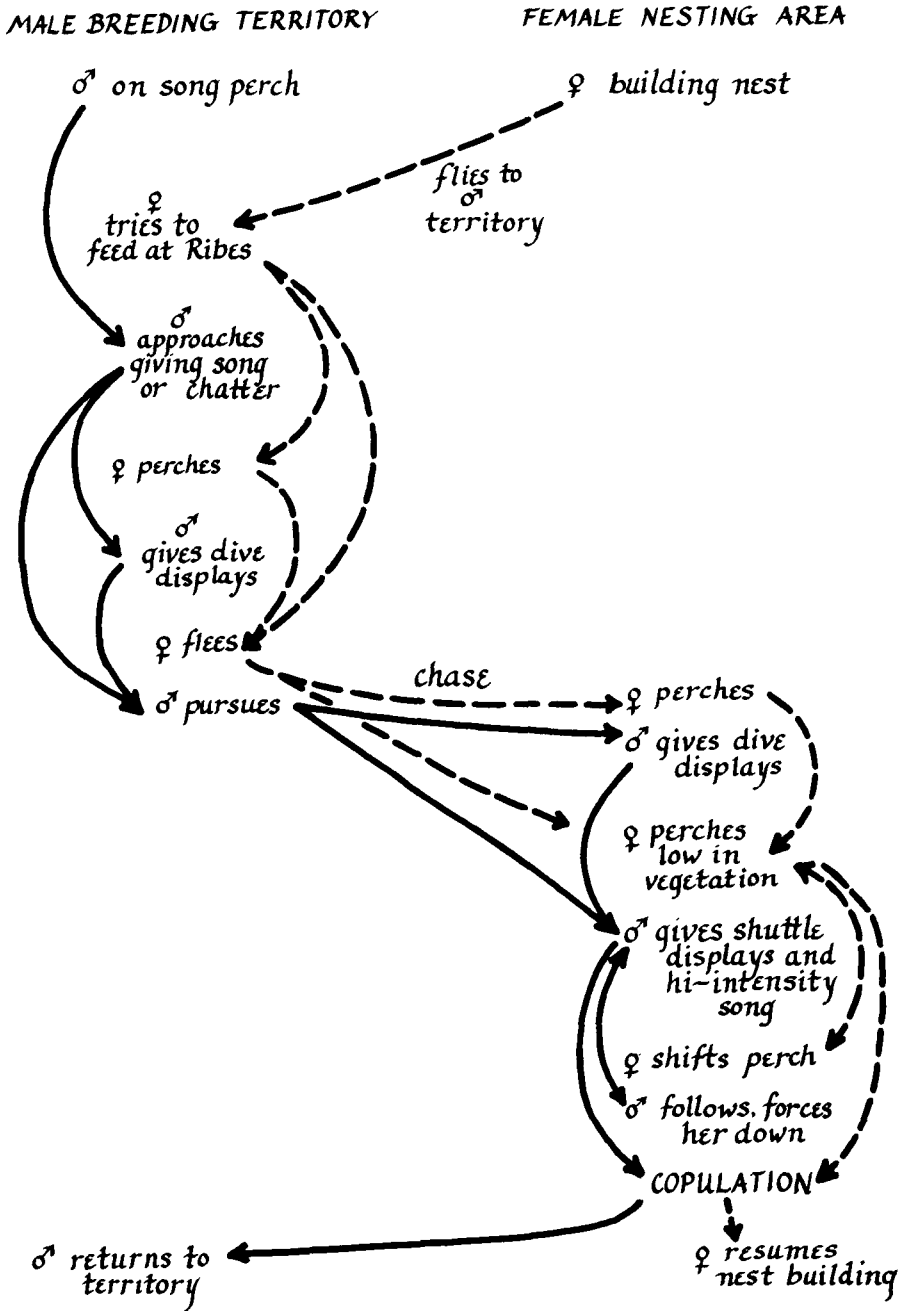 MALE BREEDING TERRITORY
FEMALE NESTING AREA
♂ on song perch
♀ building nest
flies to
♂
territory
♀
tries to
feed at Ribes
♂
approaches
giving song
or chatter
♀ perches
♂
gives dive
displays
♀ flees
♂ pursues
chase
♀ perches
♂ gives dive
displays
♀ perches
low in
vegetation
♂ gives shuttle
displays and
hi-intensity
song
♀ shifts perch
♂ follows, forces
her down
COPULATION
♂ returns to
territory
♀ resumes
nest building